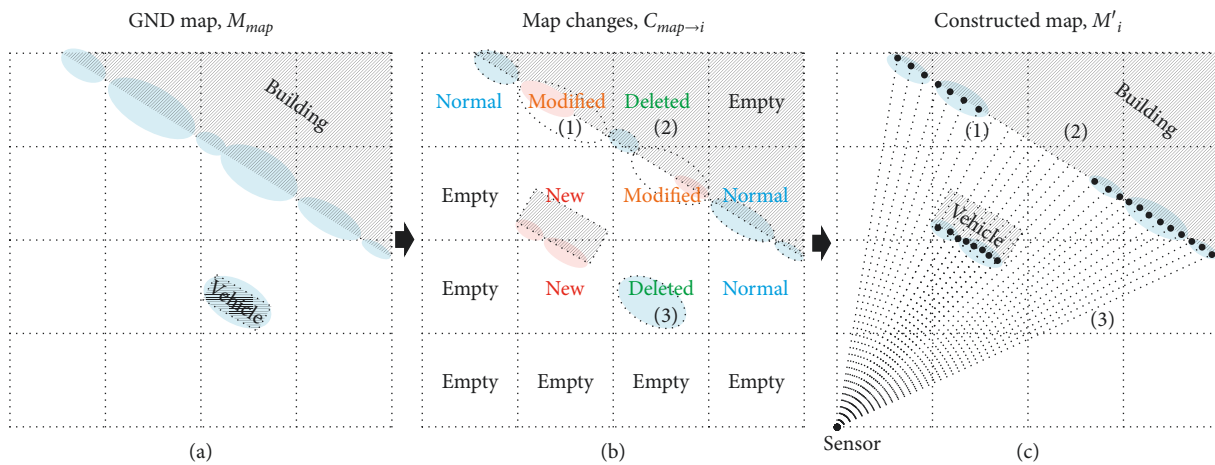 GND map, M_map
Map changes, C_map→i
Constructed map, M′_i
Building
Vehicle
(a)
Normal Modified Deleted Empty
(1) (2)
Empty New Modified Normal
Empty New Deleted Normal
(3)
Empty Empty Empty Empty
(b)
Building
(1) (2)
Vehicle
(3)
Sensor
(c)